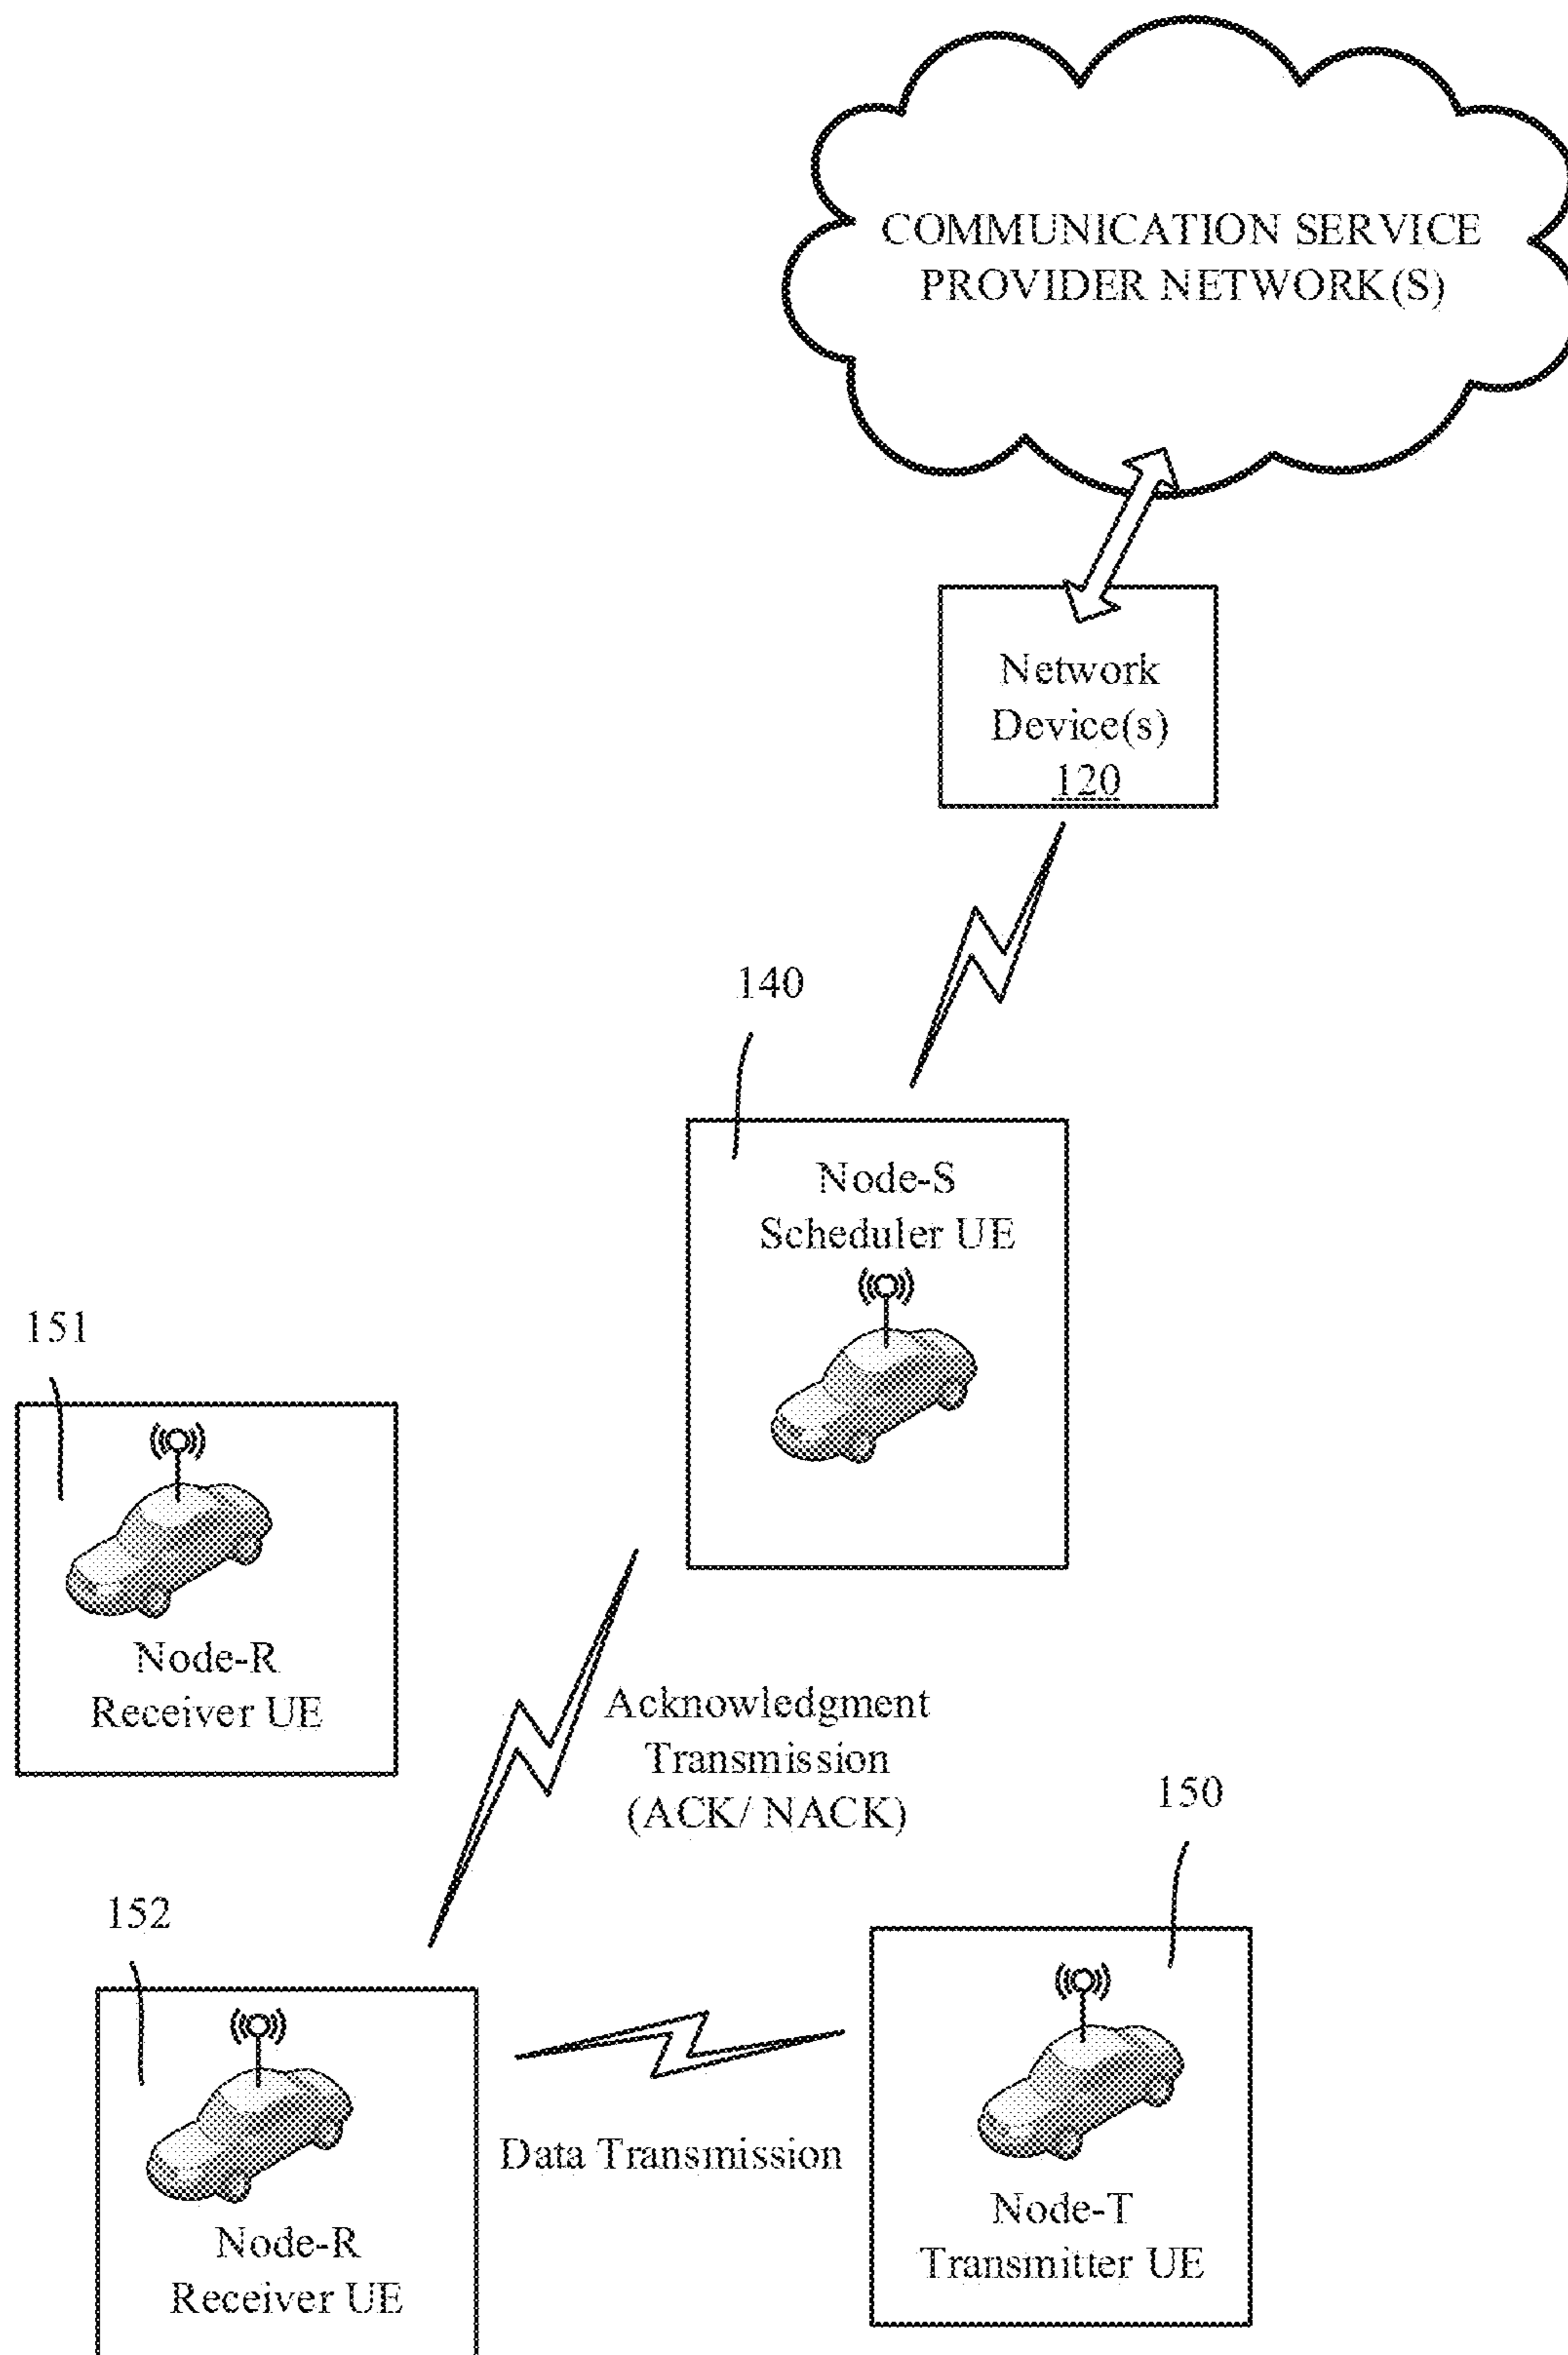 COMMUNICATION SERVICE
PROVIDER NETWORK(S)
Network
Device(s)
120
140
Node-S
Scheduler UE
151
Node-R
Receiver UE
Acknowledgment
Transmission
(ACK/ NACK)
150
152
Data Transmission
Node-T
Transmitter UE
Node-R
Receiver UE